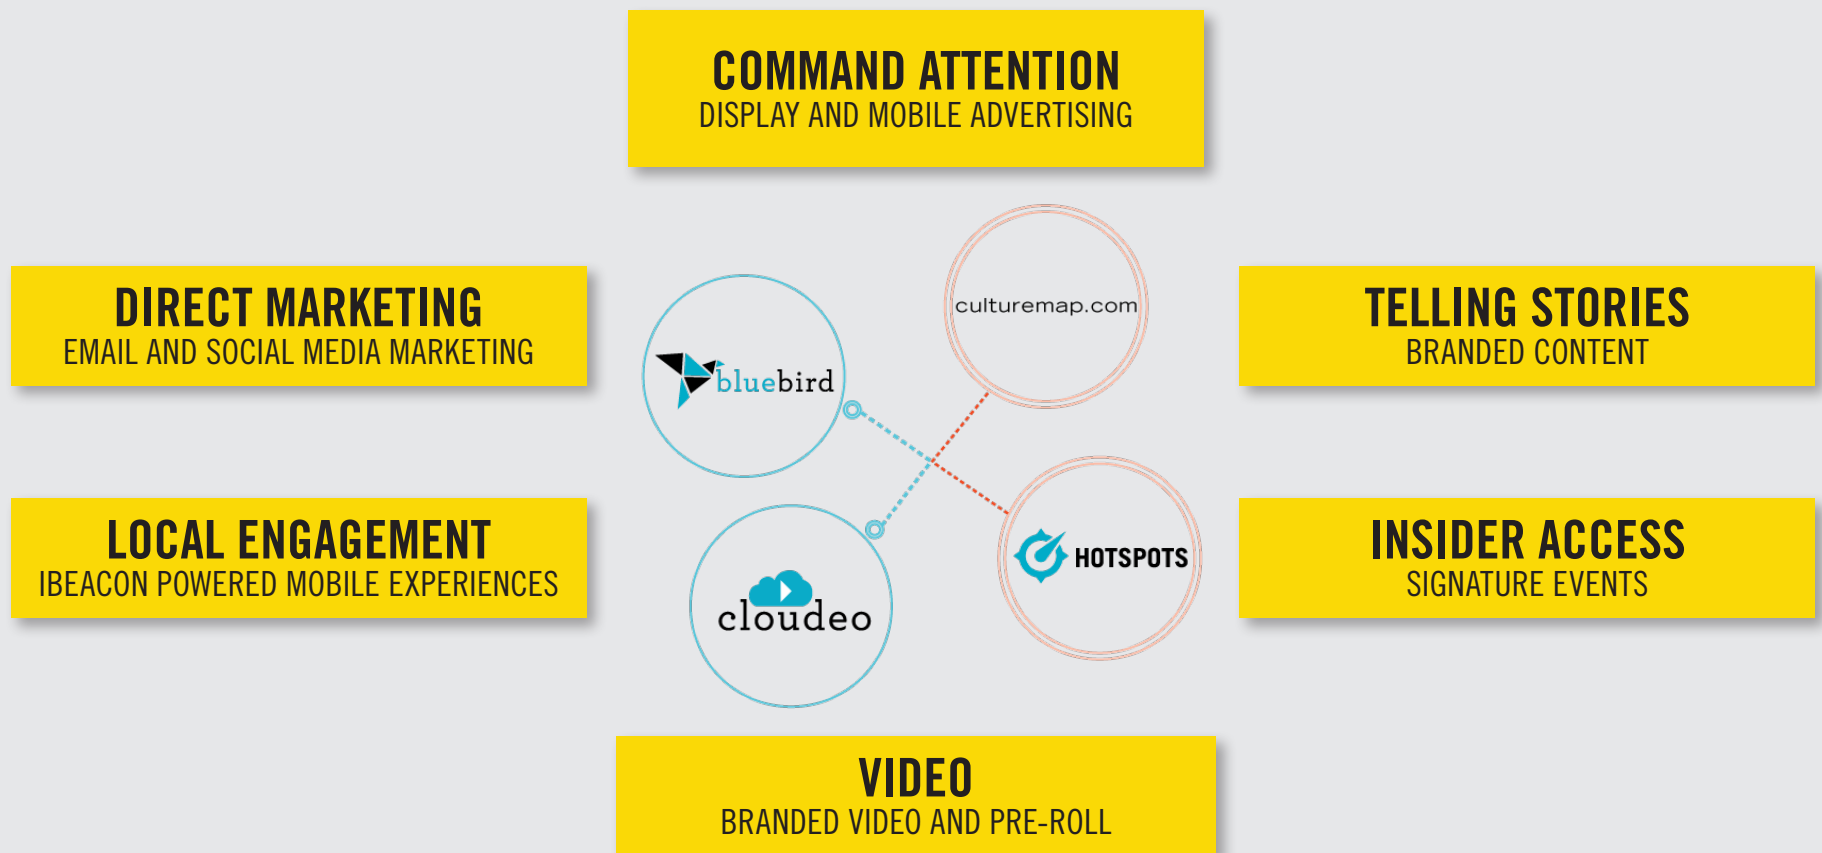 COMMAND ATTENTION
DISPLAY AND MOBILE ADVERTISING
DIRECT MARKETING
EMAIL AND SOCIAL MEDIA MARKETING
culturemap.com
bluebird
TELLING STORIES
BRANDED CONTENT
LOCAL ENGAGEMENT
IBEACON POWERED MOBILE EXPERIENCES
cloudeo
HOTSPOTS
INSIDER ACCESS
SIGNATURE EVENTS
VIDEO
BRANDED VIDEO AND PRE-ROLL